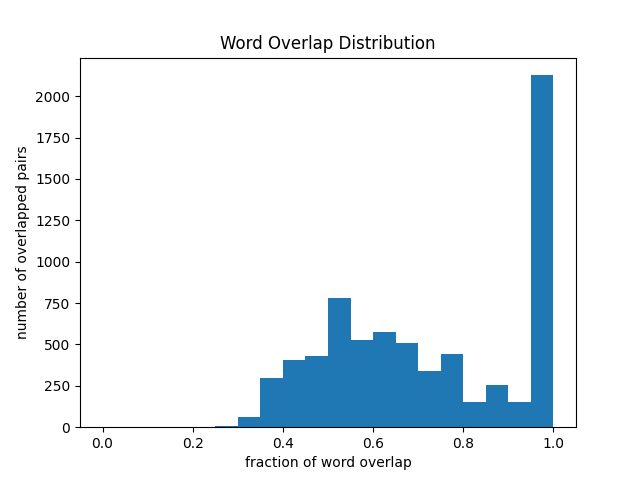 Word Overlap Distribution
number of overlapped pairs
2000
1750
1500
1250
1000
750
500
250
0
0.0 0.2 0.4 0.6 0.8 1.0
fraction of word overlap